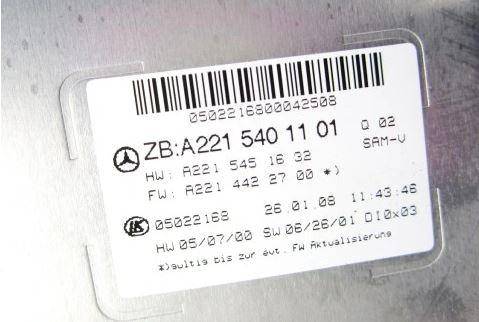 0502216800042508
ZB:A221 540 11 01 Q 02
HW: A221 545 16 32 SAM-V
FW: A221 442 27 00 *)
05022168 26.01.08 11:43:46
HW 05/07/00 SW 06/26/01 D10x03
*)gültig bis zur evt. FW Aktualisierung